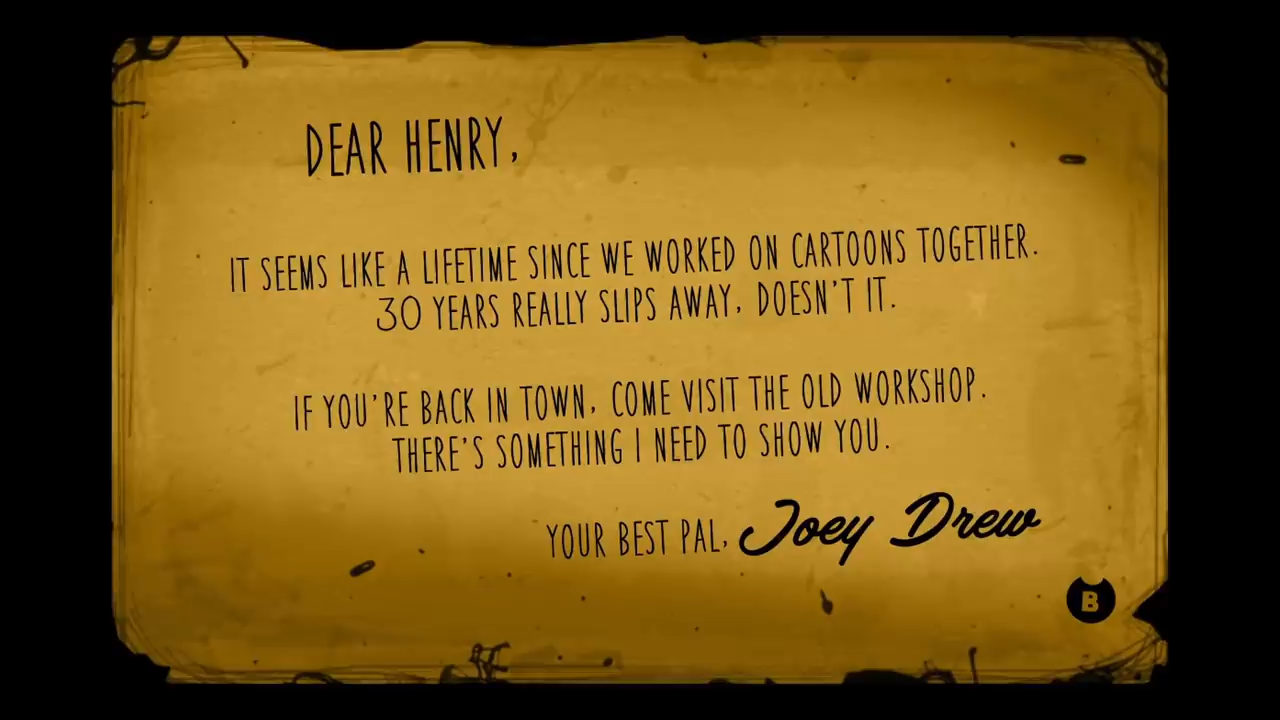 DEAR HENRY,
IT SEEMS LIKE A LIFETIME SINCE WE WORKED ON CARTOONS TOGETHER.
30 YEARS REALLY SLIPS AWAY, DOESN'T IT.
IF YOU'RE BACK IN TOWN, COME VISIT THE OLD WORKSHOP.
THERE'S SOMETHING I NEED TO SHOW YOU.
YOUR BEST PAL, Joey Drew
B